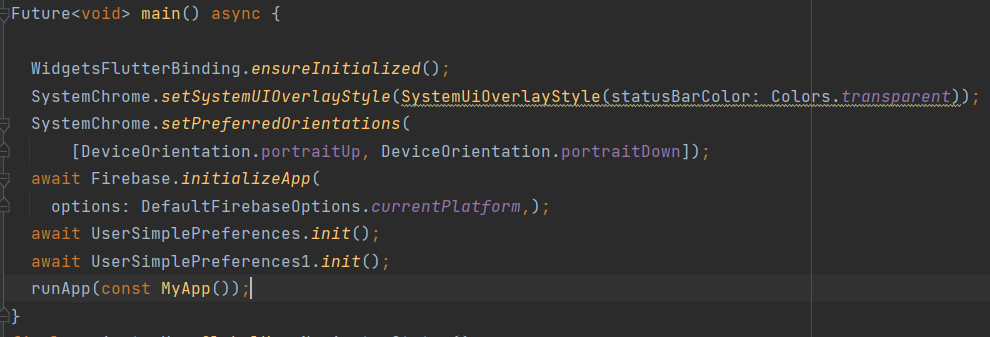 Future<void> main() async {
WidgetsFlutterBinding.ensureInitialized();
SystemChrome.setSystemUIOverlayStyle(SystemUiOverlayStyle(statusBarColor: Colors.transparent));
SystemChrome.setPreferredOrientations(
[DeviceOrientation.portraitUp, DeviceOrientation.portraitDown]);
await Firebase.initializeApp(
options: DefaultFirebaseOptions.currentPlatform,);
await UserSimplePreferences.init();
await UserSimplePreferences1.init();
runApp(const MyApp());
}